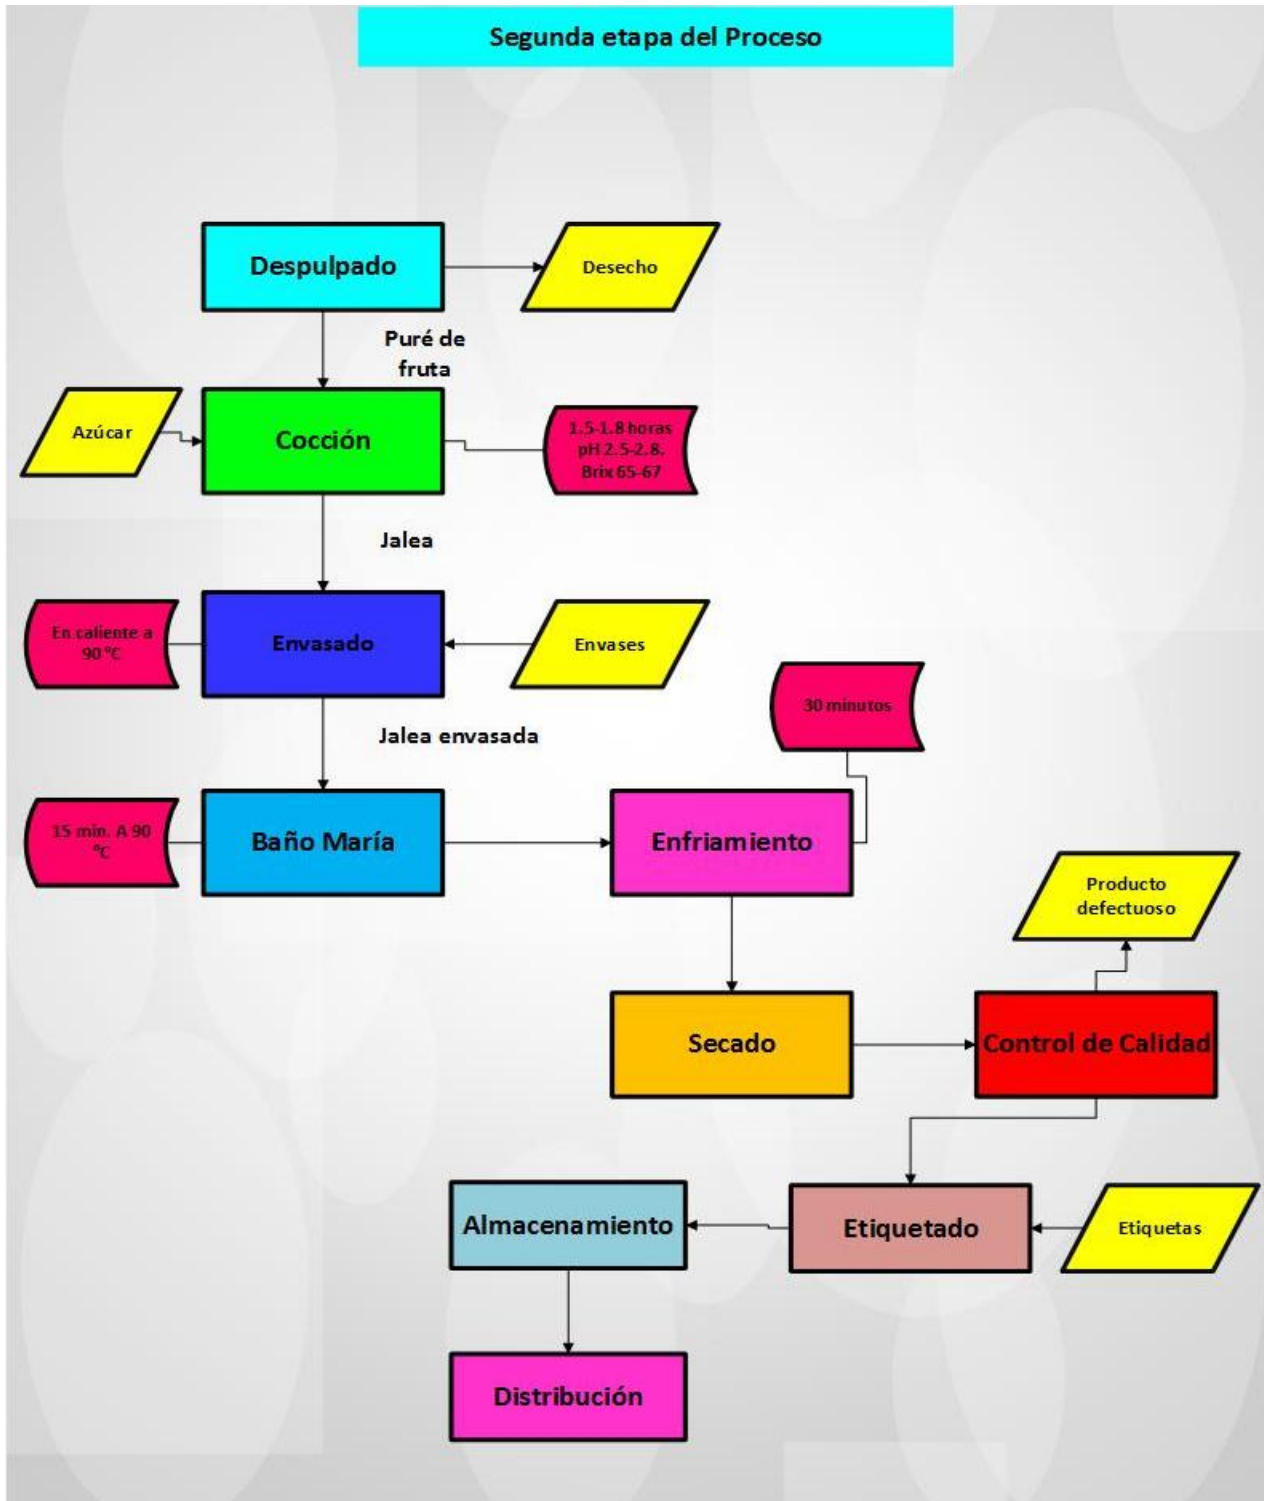 Segunda etapa del Proceso
Despulpado
Desecho
Puré de
fruta
Azúcar
Cocción
1.5-1.8 horas
pH 2.5-2.8.
Brix 65-67
Jalea
En caliente a
90 °C
Envasado
Envases
Jalea envasada
30 minutos
15 min. A 90
°C
Baño María
Enfriamiento
Producto
defectuoso
Secado
Control de Calidad
Almacenamiento
Etiquetado
Etiquetas
Distribución